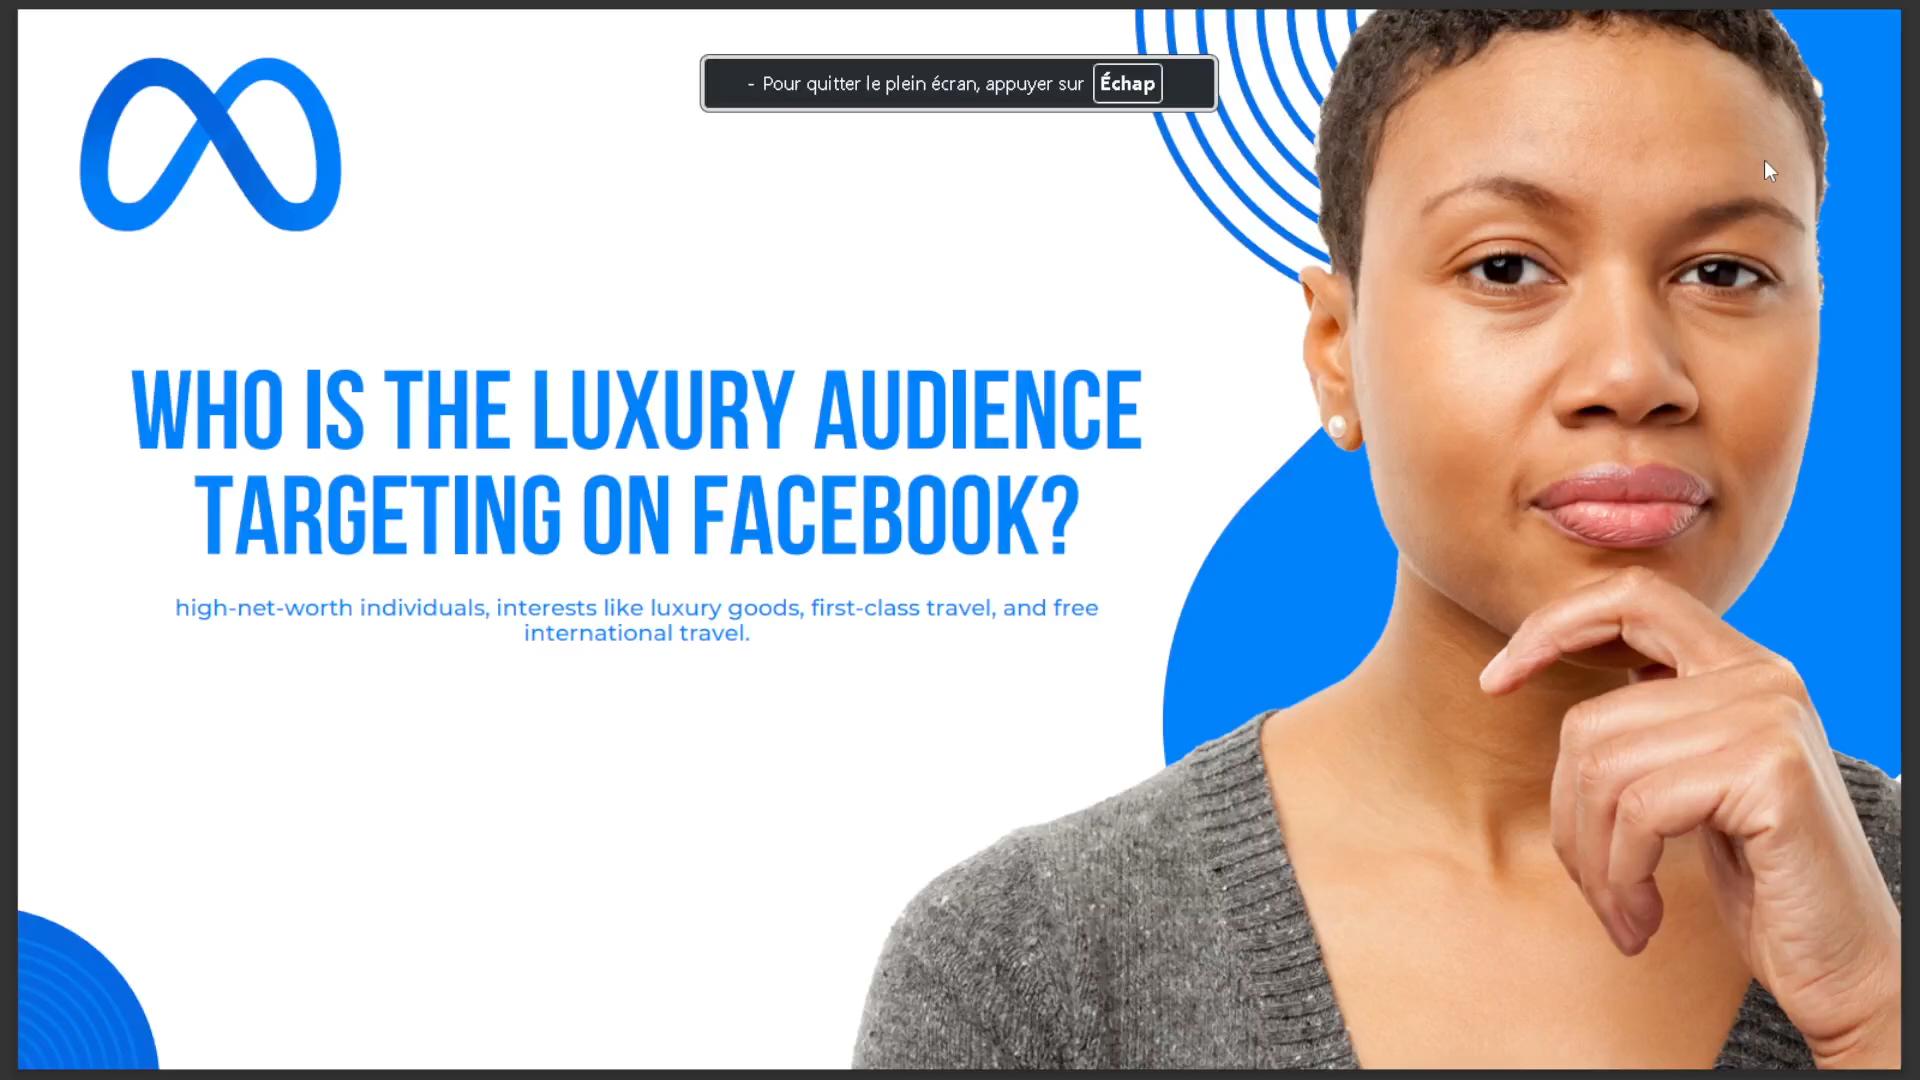 - Pour quitter le plein écran, appuyer sur Échap
WHO IS THE LUXURY AUDIENCE
TARGETING ON FACEBOOK?
high-net-worth individuals, interests like luxury goods, first-class travel, and free
international travel.